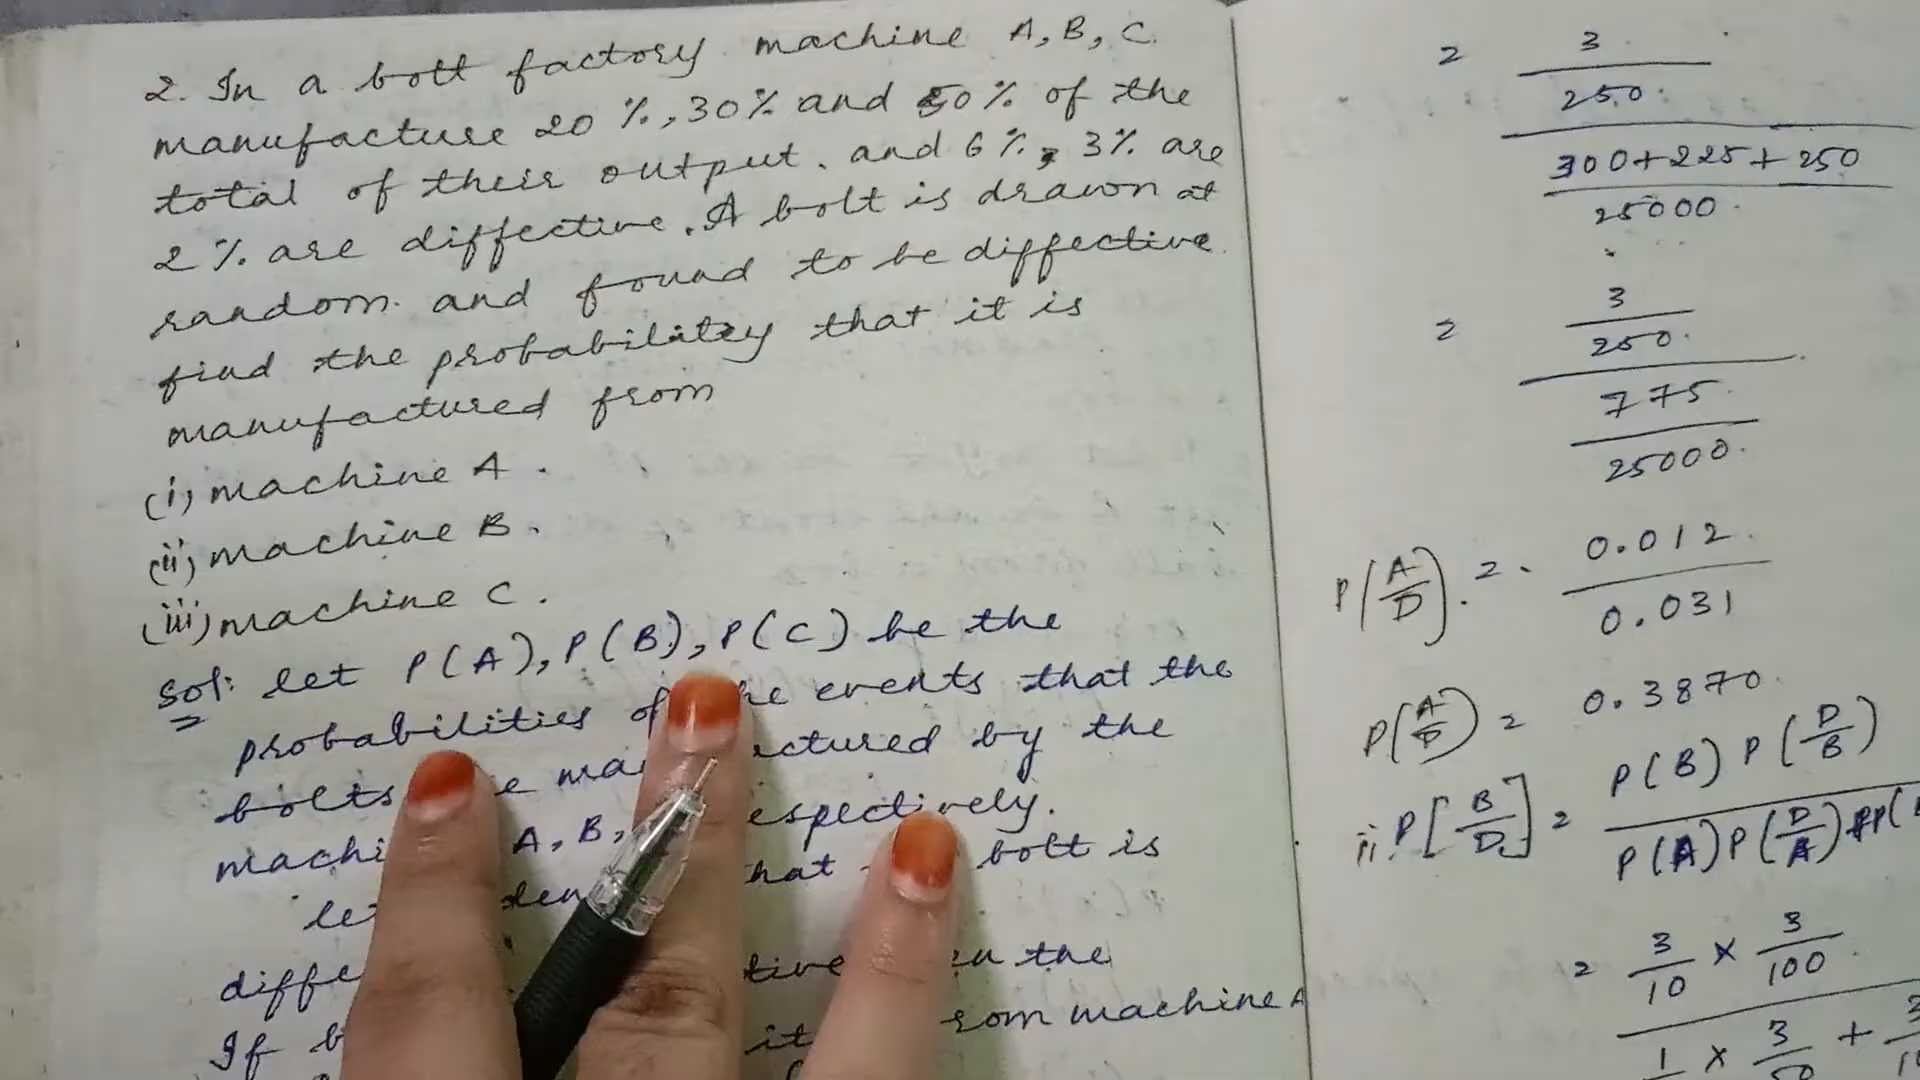 2. In a bolt factory machine A, B, C.
manufacture 20 %, 30% and 50% of the
total of their output. and 6%, 3% are
2 % are diffective. A bolt is drawn at
random. and found to be diffective.
find the probabilitey that it is
manufactured from
(i) machine A.
(ii) machine B.
(iii) machine C.
Sol: let P(A), P(B), P(C) be the
probabilities of the events that the
bolts ctured by the
machi A, B, espectively.
le hat bolt is
diffe tive the
If b it rom machine A
= 3
250
300+225+250
25000
= 3
250
775
25000
P(A/D) = 0.012
0.031
P(A/D) = 0.3870
ii. P[B/D] = P(B) P(D/B)
P(A) P(D/A) + P(
= 3/10 × 3/100
1 × 3 +